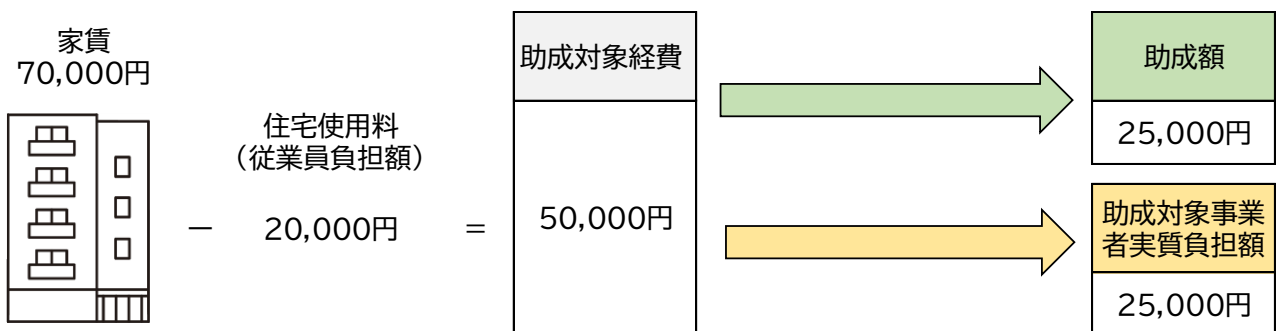 家賃
70,000円
住宅使用料
（従業員負担額）
－ 20,000円 ＝
助成対象経費
50,000円
助成額
25,000円
助成対象事業
者実質負担額
25,000円